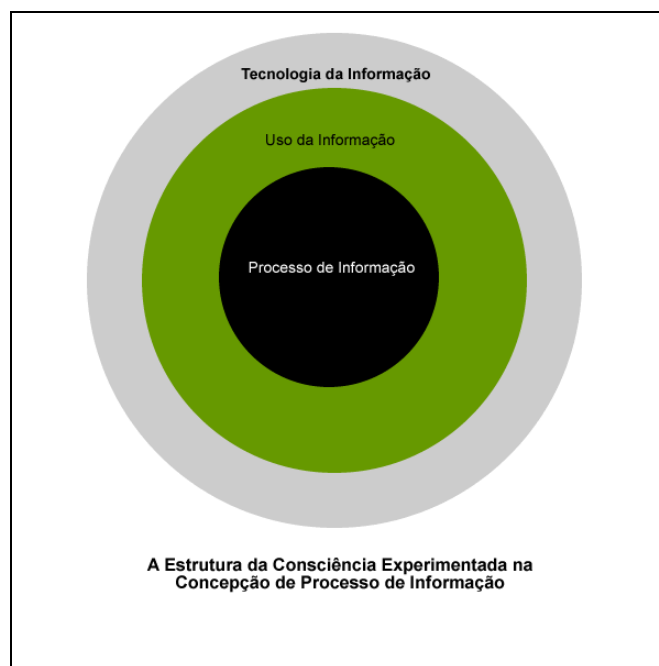 Tecnologia da Informação
Uso da Informação
Processo de Informação
A Estrutura da Consciência Experimentada na
Concepção de Processo de Informação